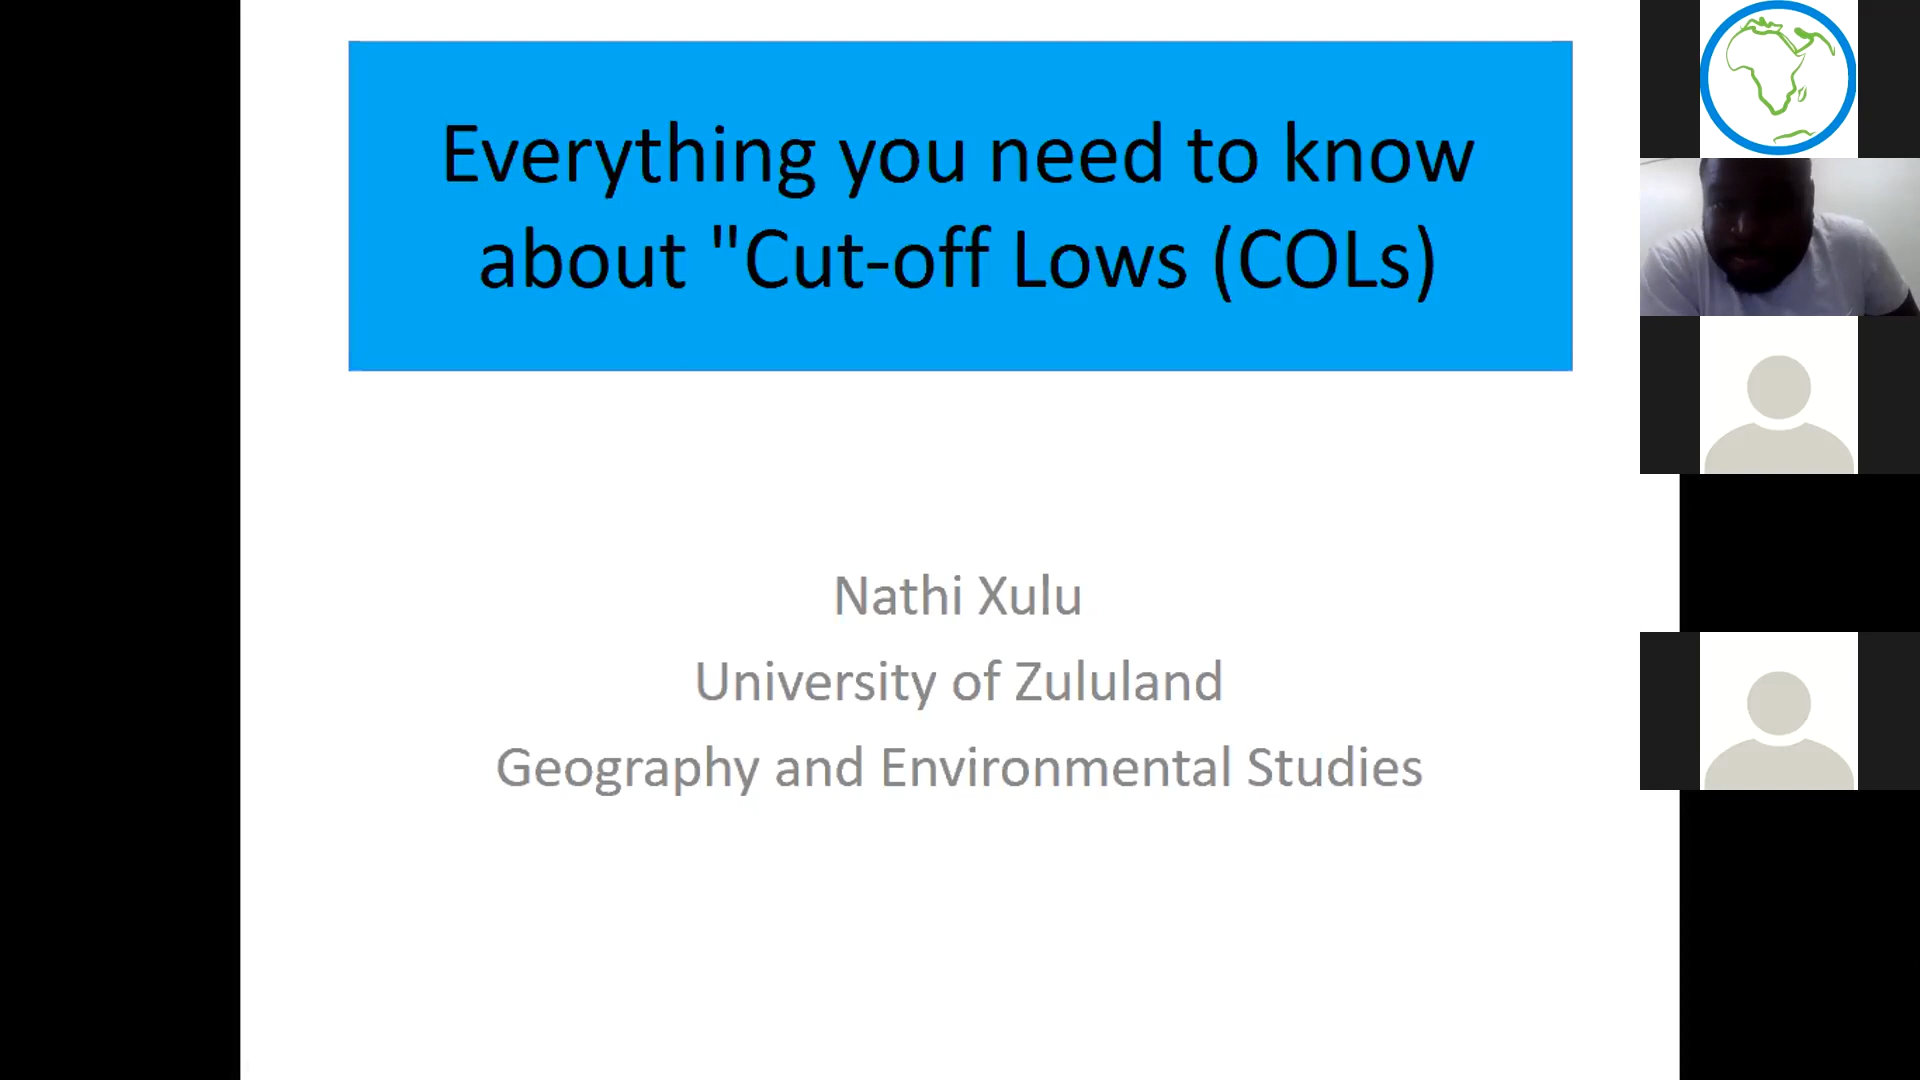 Everything you need to know
about "Cut-off Lows (COLs)
Nathi Xulu
University of Zululand
Geography and Environmental Studies